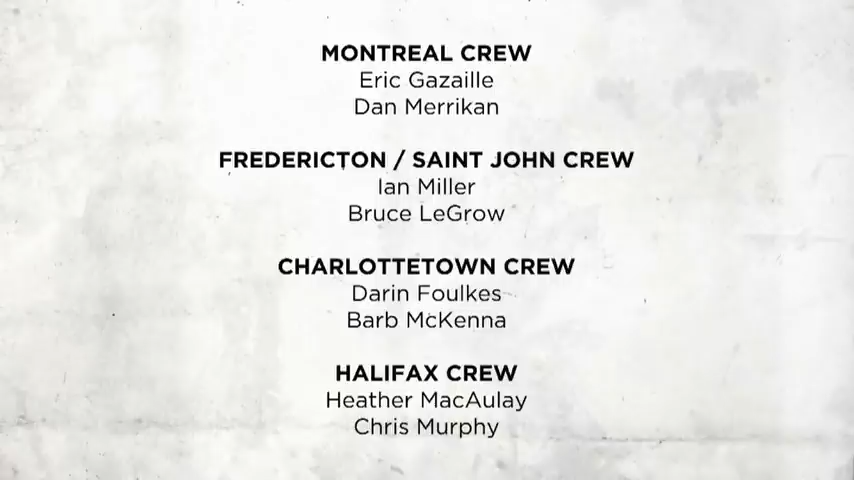 MONTREAL CREW
Eric Gazaille
Dan Merrikan
FREDERICTON / SAINT JOHN CREW
Ian Miller
Bruce LeGrow
CHARLOTTETOWN CREW
Darin Foulkes
Barb McKenna
HALIFAX CREW
Heather MacAulay
Chris Murphy